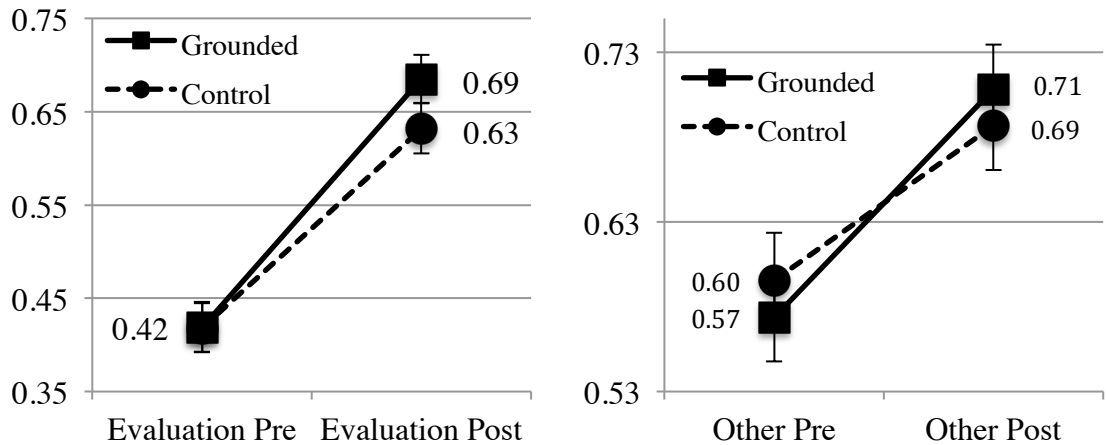 0.75
0.65
0.55
0.45
0.35
Grounded
Control
0.69
0.63
0.42
Evaluation Pre
Evaluation Post
0.73
0.63
0.53
Grounded
Control
0.71
0.69
0.60
0.57
Other Pre
Other Post